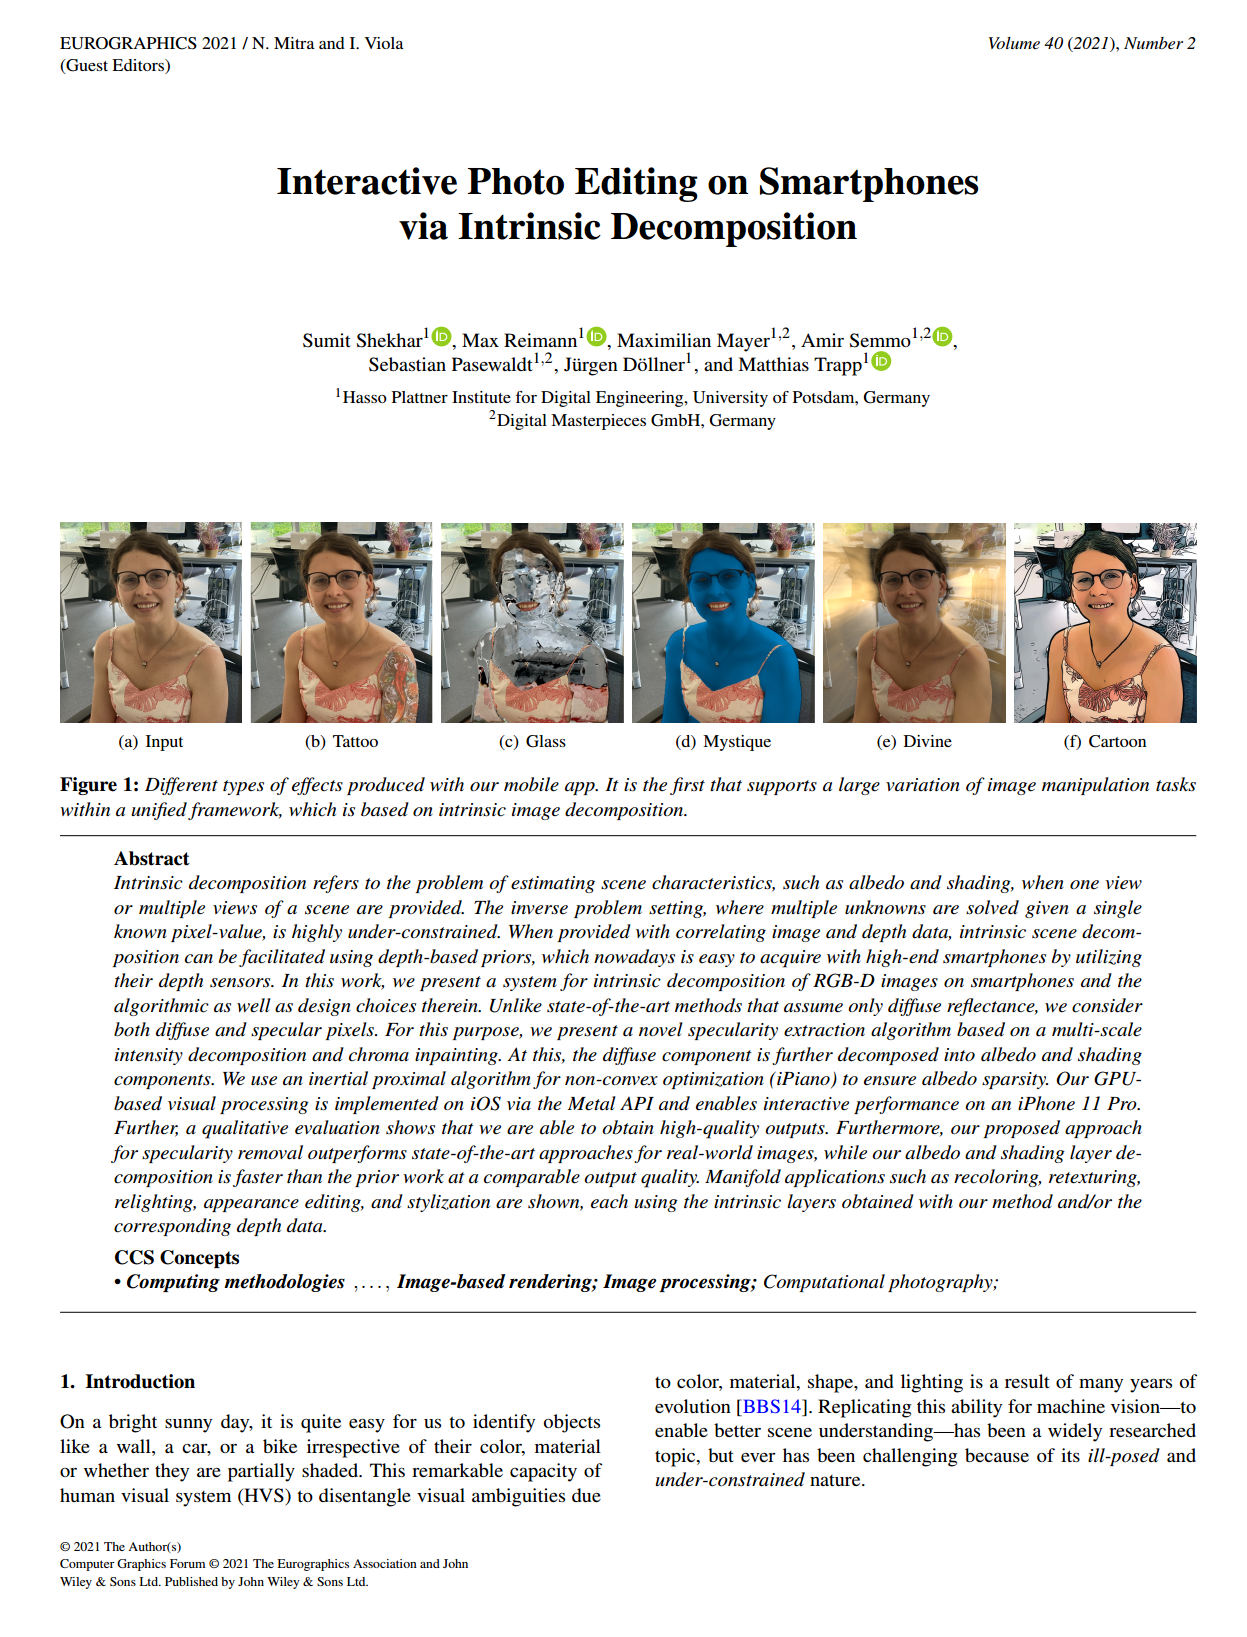 EUROGRAPHICS 2021 / N. Mitra and I. Viola
(Guest Editors)
Volume 40 (2021), Number 2
Interactive Photo Editing on Smartphones
via Intrinsic Decomposition
Sumit Shekhar1 iD, Max Reimann1 iD, Maximilian Mayer1,2, Amir Semmo1,2 iD,
Sebastian Pasewaldt1,2, Jürgen Döllner1, and Matthias Trapp1 iD
1Hasso Plattner Institute for Digital Engineering, University of Potsdam, Germany
2Digital Masterpieces GmbH, Germany
(a) Input
(b) Tattoo
(c) Glass
(d) Mystique
(e) Divine
(f) Cartoon
Figure 1: Different types of effects produced with our mobile app. It is the first that supports a large variation of image manipulation tasks
within a unified framework, which is based on intrinsic image decomposition.
Abstract
Intrinsic decomposition refers to the problem of estimating scene characteristics, such as albedo and shading, when one view
or multiple views of a scene are provided. The inverse problem setting, where multiple unknowns are solved given a single
known pixel-value, is highly under-constrained. When provided with correlating image and depth data, intrinsic scene decom-
position can be facilitated using depth-based priors, which nowadays is easy to acquire with high-end smartphones by utilizing
their depth sensors. In this work, we present a system for intrinsic decomposition of RGB-D images on smartphones and the
algorithmic as well as design choices therein. Unlike state-of-the-art methods that assume only diffuse reflectance, we consider
both diffuse and specular pixels. For this purpose, we present a novel specularity extraction algorithm based on a multi-scale
intensity decomposition and chroma inpainting. At this, the diffuse component is further decomposed into albedo and shading
components. We use an inertial proximal algorithm for non-convex optimization (iPiano) to ensure albedo sparsity. Our GPU-
based visual processing is implemented on iOS via the Metal API and enables interactive performance on an iPhone 11 Pro.
Further, a qualitative evaluation shows that we are able to obtain high-quality outputs. Furthermore, our proposed approach
for specularity removal outperforms state-of-the-art approaches for real-world images, while our albedo and shading layer de-
composition is faster than the prior work at a comparable output quality. Manifold applications such as recoloring, retexturing,
relighting, appearance editing, and stylization are shown, each using the intrinsic layers obtained with our method and/or the
corresponding depth data.
CCS Concepts
• Computing methodologies , . . . , Image-based rendering; Image processing; Computational photography;
1. Introduction
On a bright sunny day, it is quite easy for us to identify objects
like a wall, a car, or a bike irrespective of their color, material
or whether they are partially shaded. This remarkable capacity of
human visual system (HVS) to disentangle visual ambiguities due
to color, material, shape, and lighting is a result of many years of
evolution [BBS14]. Replicating this ability for machine vision—to
enable better scene understanding—has been a widely researched
topic, but ever has been challenging because of its ill-posed and
under-constrained nature.
© 2021 The Author(s)
Computer Graphics Forum © 2021 The Eurographics Association and John
Wiley & Sons Ltd. Published by John Wiley & Sons Ltd.